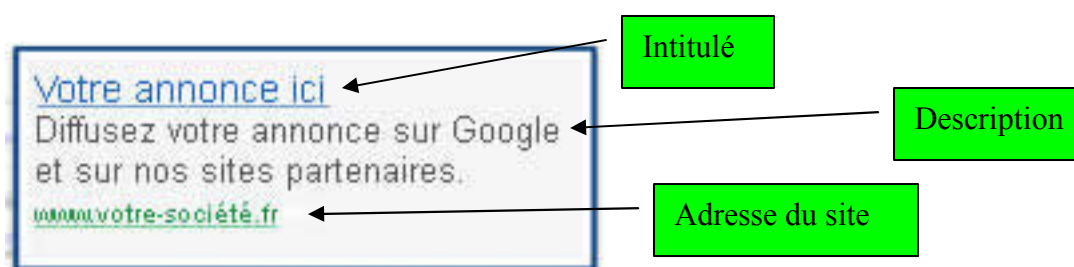 Intitulé
Votre annonce ici
Diffusez votre annonce sur Google
et sur nos sites partenaires.
Description
www.votre-société.fr
Adresse du site